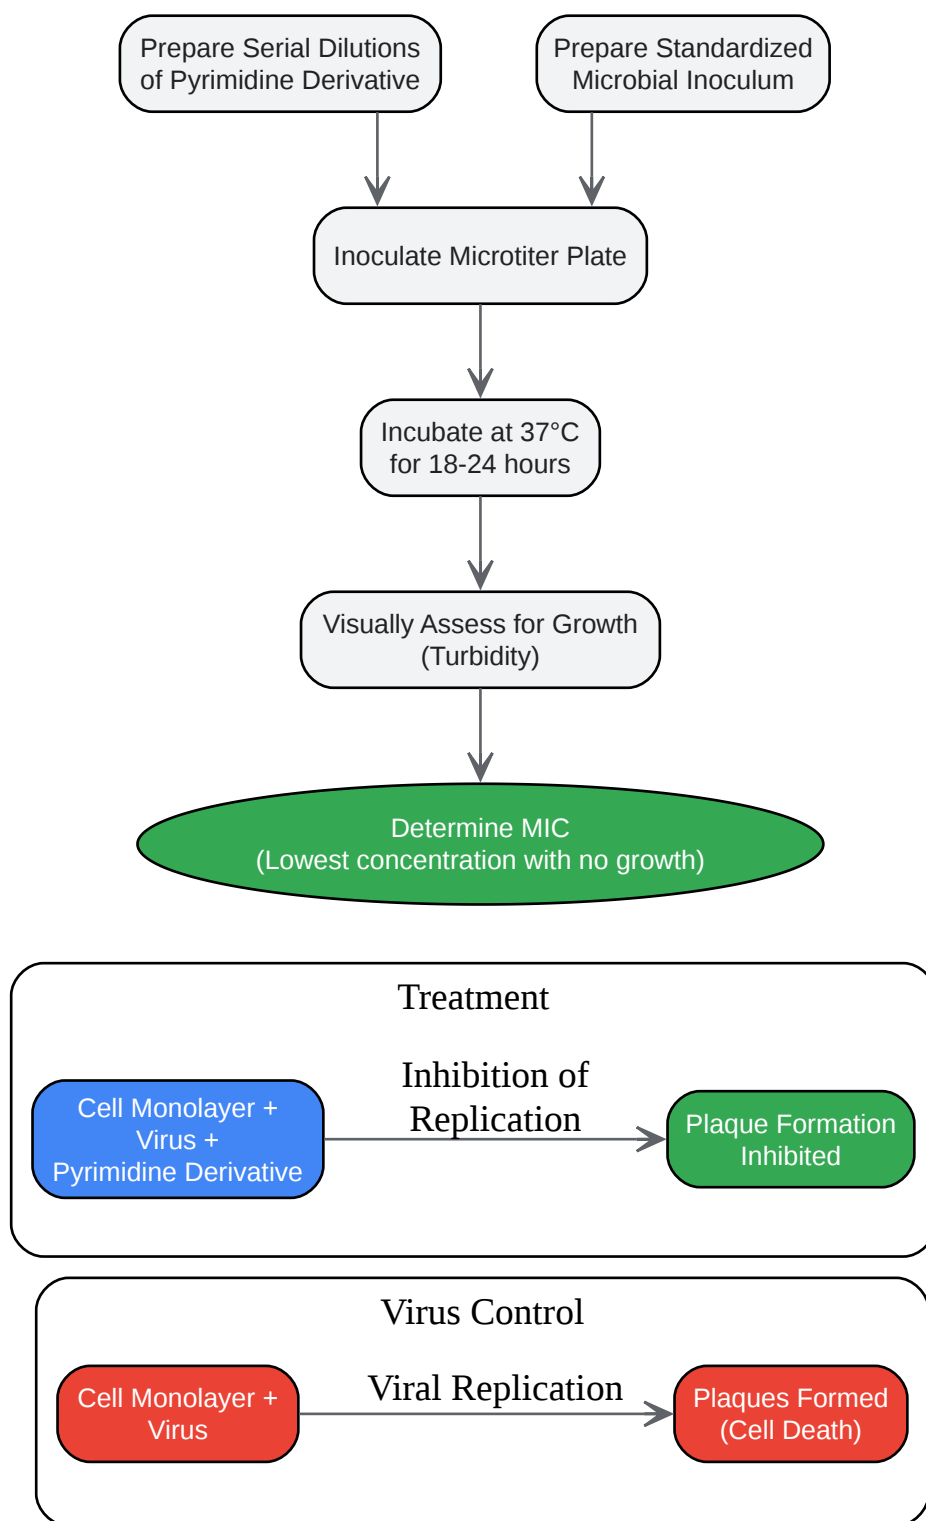 Prepare Serial Dilutions
of Pyrimidine Derivative
Prepare Standardized
Microbial Inoculum
Inoculate Microtiter Plate
Incubate at 37°C
for 18-24 hours
Visually Assess for Growth
(Turbidity)
Determine MIC
(Lowest concentration with no growth)
Treatment
Cell Monolayer +
Virus +
Pyrimidine Derivative
Inhibition of
Replication
Plaque Formation
Inhibited
Virus Control
Cell Monolayer +
Virus
Viral Replication
Plaques Formed
(Cell Death)